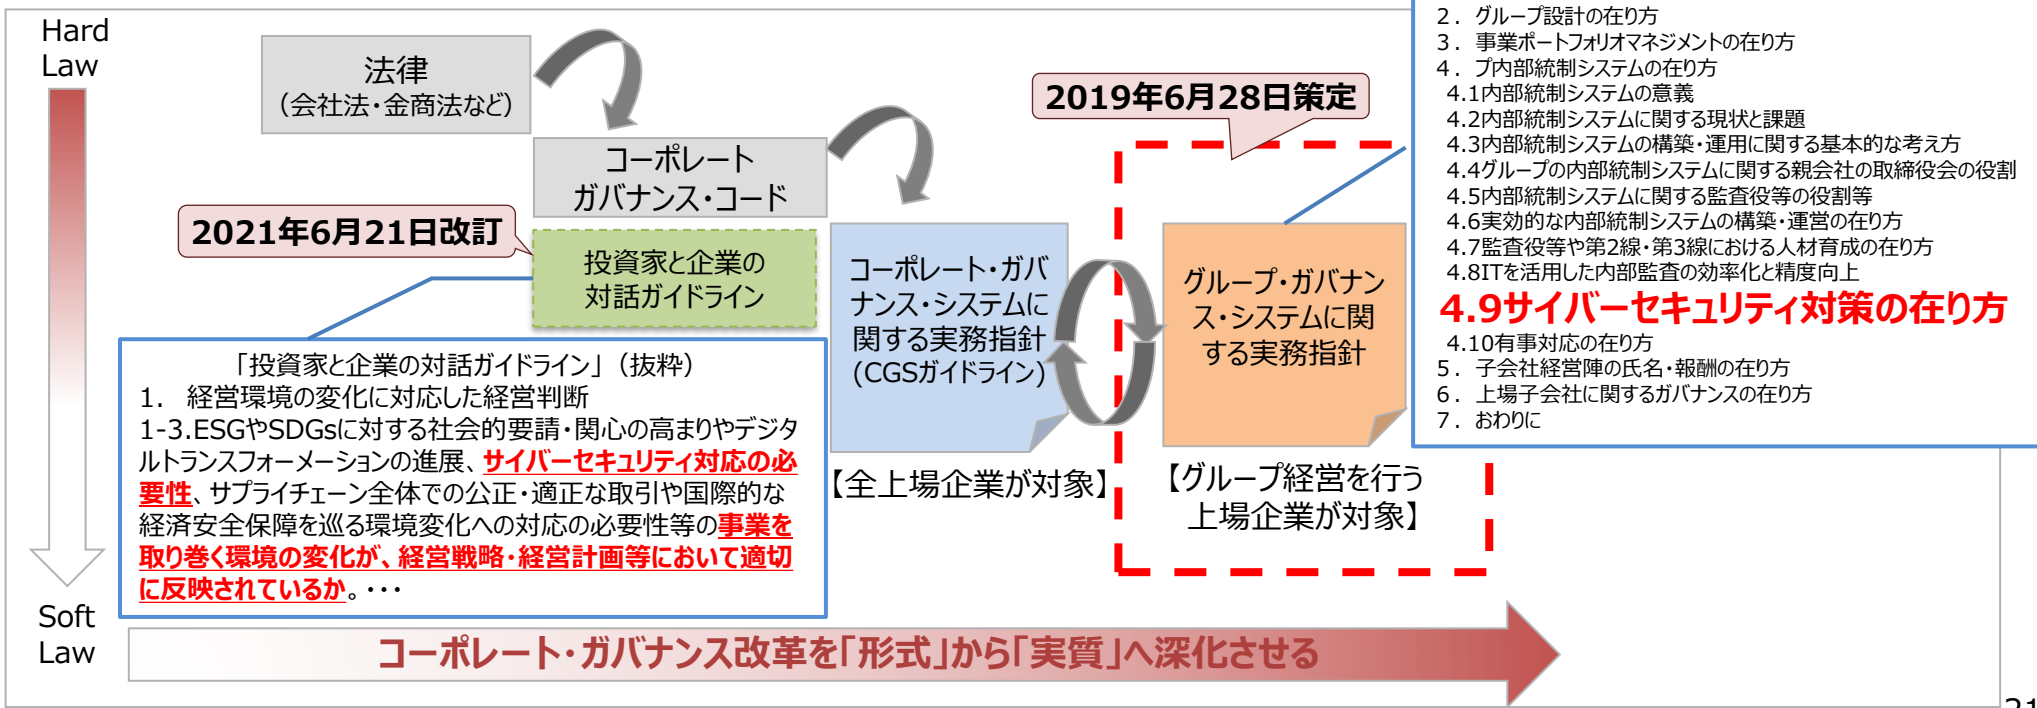 Hard
Law
法律
（会社法・金商法など）
コーポレート
ガバナンス・コード
2021年6月21日改訂
投資家と企業の
対話ガイドライン
「投資家と企業の対話ガイドライン」（抜粋）
1. 経営環境の変化に対応した経営判断
1-3.ESGやSDGsに対する社会的要請・関心の高まりやデジタ
ルトランスフォーメーションの進展、サイバーセキュリティ対応の必
要性、サプライチェーン全体での公正・適正な取引や国際的な
経済安全保障を巡る環境変化への対応の必要性等の事業を
取り巻く環境の変化が、経営戦略・経営計画等において適切
に反映されているか。・・・
コーポレート・ガバ
ナンス・システムに
関する実務指針
(CGSガイドライン)
【全上場企業が対象】
2019年6月28日策定
グループ・ガバナン
ス・システムに関
する実務指針
【グループ経営を行う
上場企業が対象】
２．グループ設計の在り方
３．事業ポートフォリオマネジメントの在り方
４．プ内部統制システムの在り方
4.1内部統制システムの意義
4.2内部統制システムに関する現状と課題
4.3内部統制システムの構築・運用に関する基本的な考え方
4.4グループの内部統制システムに関する親会社の取締役会の役割
4.5内部統制システムに関する監査役等の役割等
4.6実効的な内部統制システムの構築・運営の在り方
4.7監査役等や第2線・第3線における人材育成の在り方
4.8ITを活用した内部監査の効率化と精度向上
4.9サイバーセキュリティ対策の在り方
4.10有事対応の在り方
５．子会社経営陣の氏名・報酬の在り方
６．上場子会社に関するガバナンスの在り方
７．おわりに
Soft
Law
コーポレート・ガバナンス改革を「形式」から「実質」へ深化させる